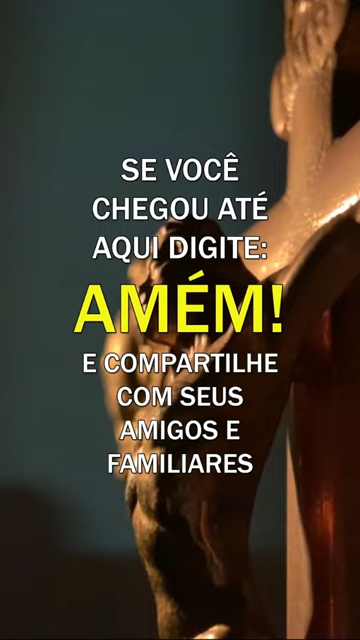 SE VOCÊ
CHEGOU ATÉ
AQUI DIGITE:
AMÉM!
E COMPARTILHE
COM SEUS
AMIGOS E
FAMILIARES